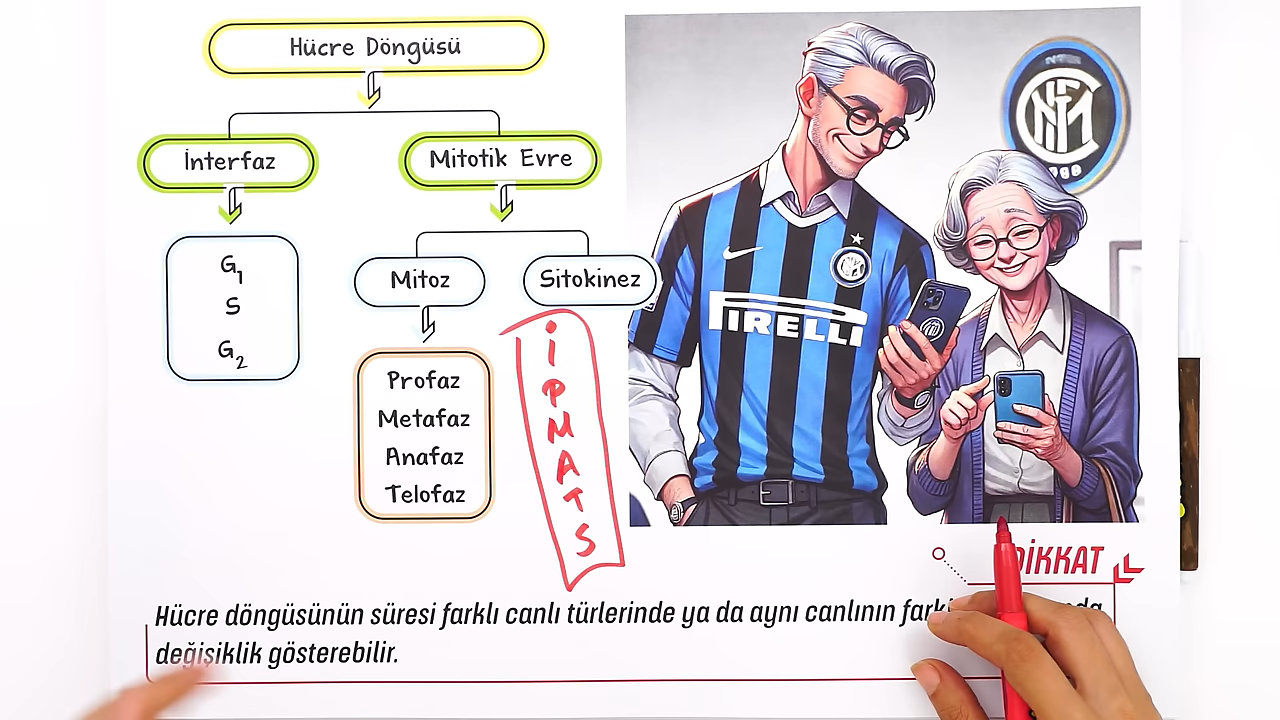 Hücre Döngüsü
İnterfaz
Mitotik Evre
G1
S
G2
Mitoz
Sitokinez
Profaz
Metafaz
Anafaz
Telofaz
İPMATS
PIRELLI
DİKKAT
Hücre döngüsünün süresi farklı canlı türlerinde ya da aynı canlının
değişiklik gösterebilir.